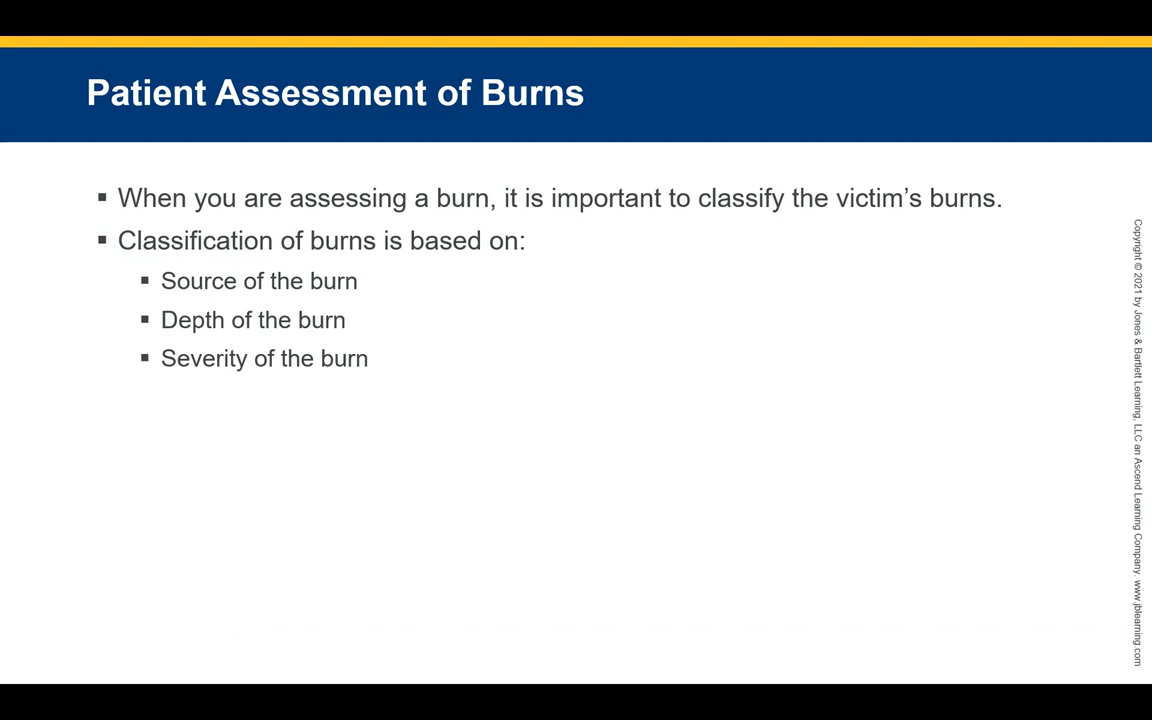 Patient Assessment of Burns
▪ When you are assessing a burn, it is important to classify the victim’s burns.
▪ Classification of burns is based on:
▪ Source of the burn
▪ Depth of the burn
▪ Severity of the burn
Copyright © 2021 by Jones & Bartlett Learning, LLC an Ascend Learning Company. www.jblearning.com